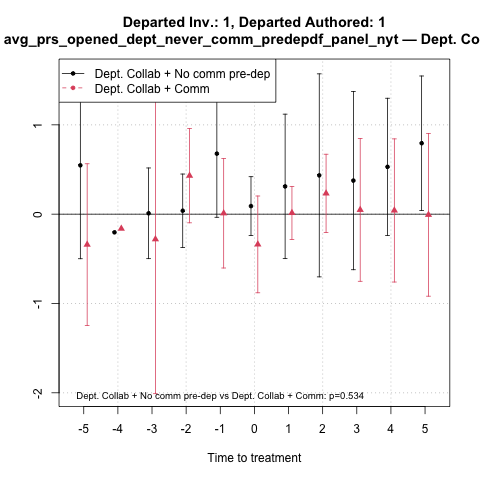 Departed Inv.: 1, Departed Authored: 1
avg_prs_opened_dept_never_comm_predepdf_panel_nyt — Dept. Co
Dept. Collab + No comm pre-dep
Dept. Collab + Comm
1
0
-1
-2
Dept. Collab + No comm pre-dep vs Dept. Collab + Comm: p=0.534
-5 -4 -3 -2 -1 0 1 2 3 4 5
Time to treatment